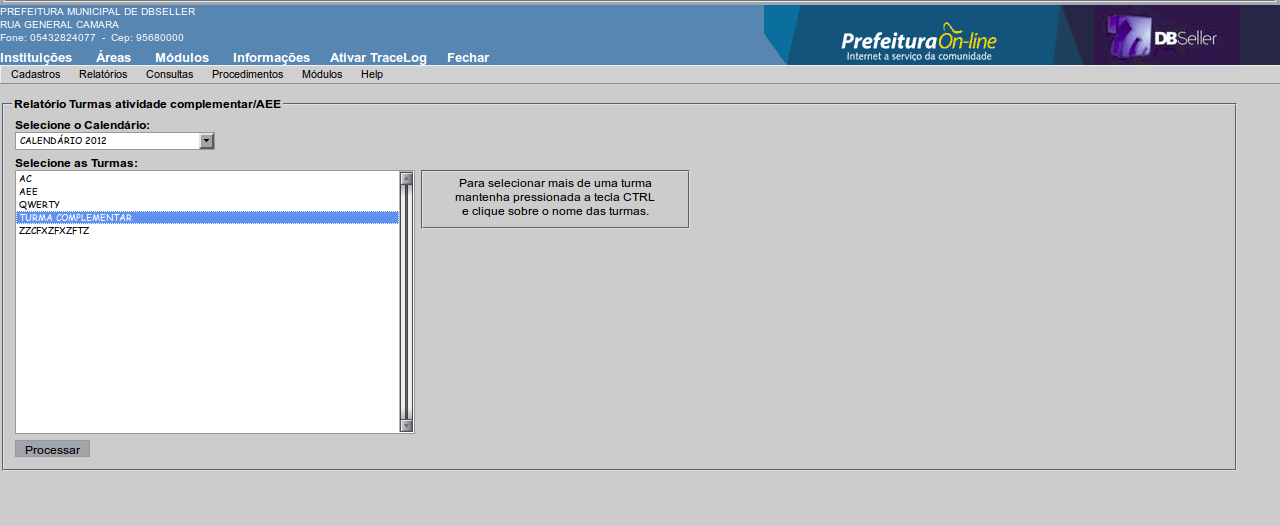 PREFEITURA MUNICIPAL DE DBSELLER
RUA GENERAL CAMARA
Fone: 05432824077 - Cep: 95680000
Prefeitura On-line
Internet a serviço da comunidade
DBSeller
Instituições Áreas Módulos Informações Ativar TraceLog Fechar
Cadastros Relatórios Consultas Procedimentos Módulos Help
Relatório Turmas atividade complementar/AEE
Selecione o Calendário:
CALENDÁRIO 2012
Selecione as Turmas:
AC
AEE
QWERTY
TURMA COMPLEMENTAR
ZZCFXZFXZFTZ
Para selecionar mais de uma turma
mantenha pressionada a tecla CTRL
e clique sobre o nome das turmas.
Processar